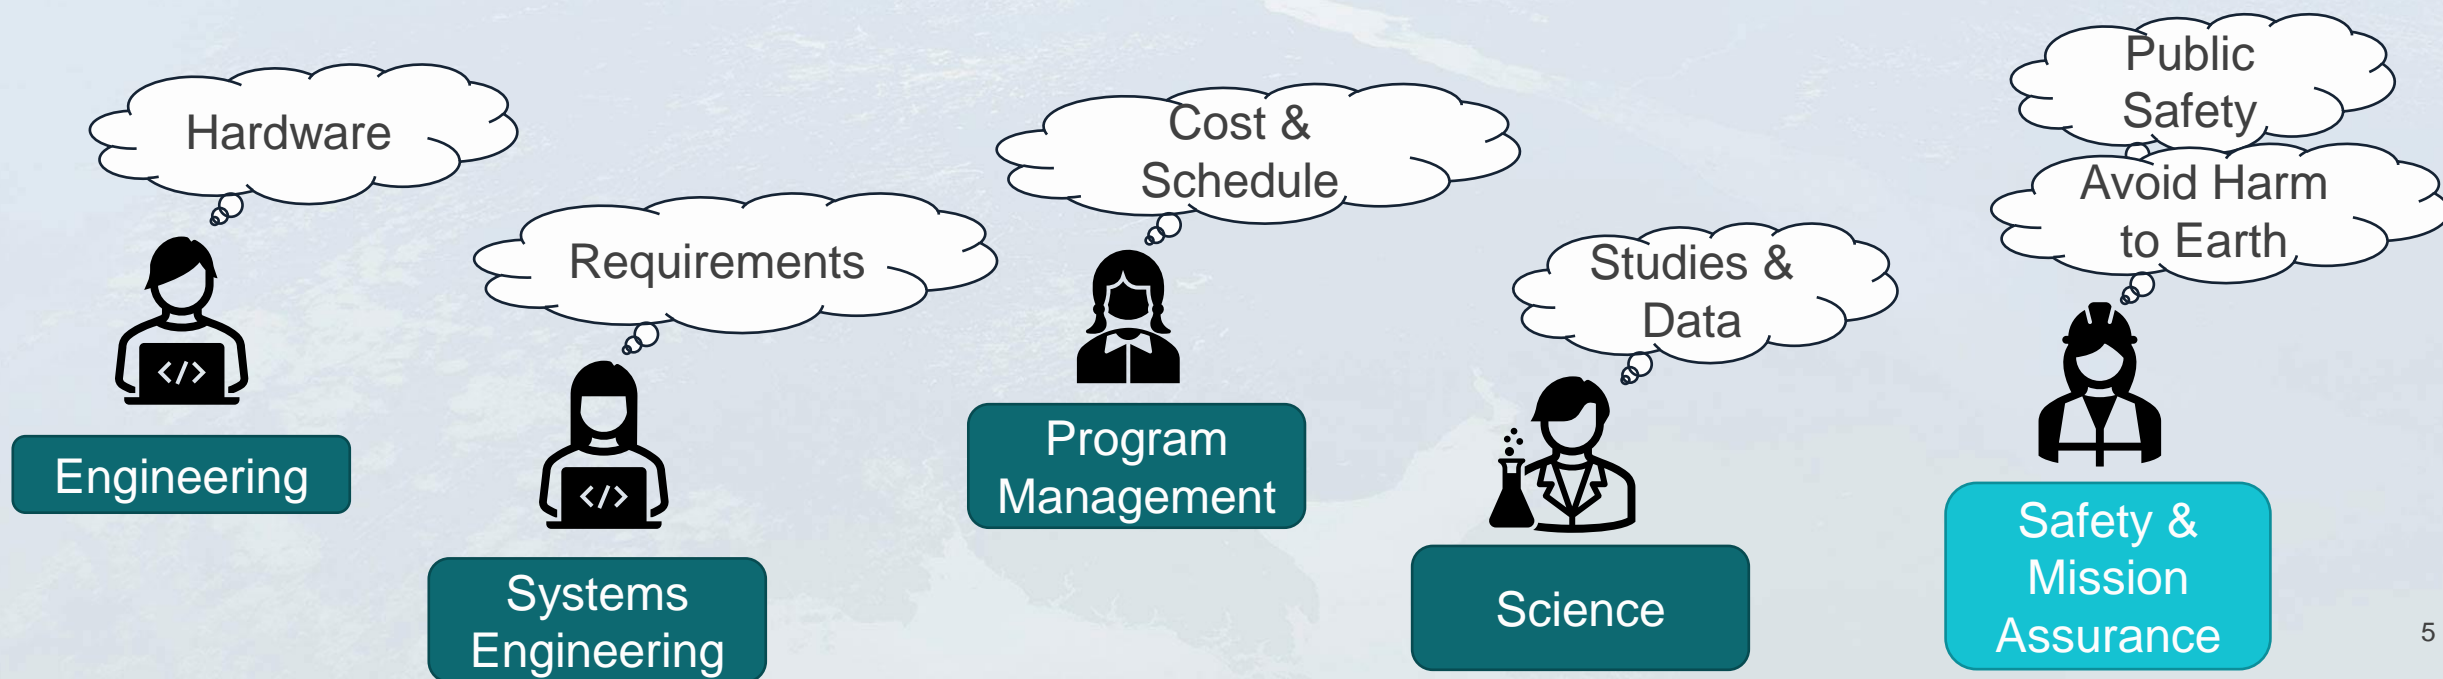 Hardware
Engineering
Requirements
</>
Systems
Engineering
Cost &
Schedule
Program
Management
Studies &
Data
Science
Public
Safety
Avoid Harm
to Earth
Safety &
Mission
Assurance
</>
5